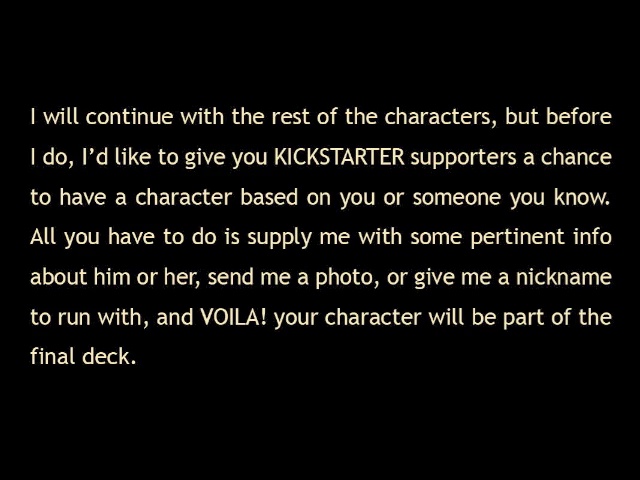 I will continue with the rest of the characters, but before
I do, I’d like to give you KICKSTARTER supporters a chance
to have a character based on you or someone you know.
All you have to do is supply me with some pertinent info
about him or her, send me a photo, or give me a nickname
to run with, and VOILA! your character will be part of the
final deck.